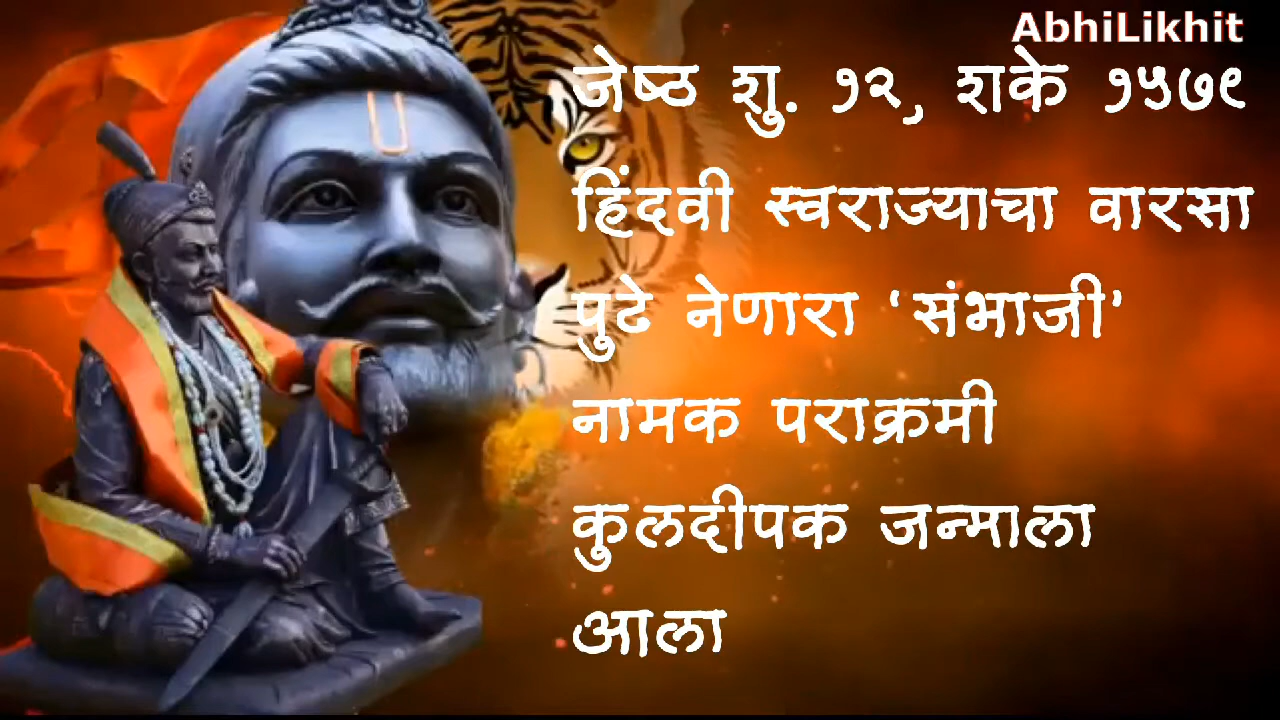 AbhiLikhit
जेष्ठ शु. १२, शके १५७९
हिंदवी स्वराज्याचा वारसा
पुढे नेणारा ‘संभाजी’
नामक पराक्रमी
कुलदीपक जन्माला
आला